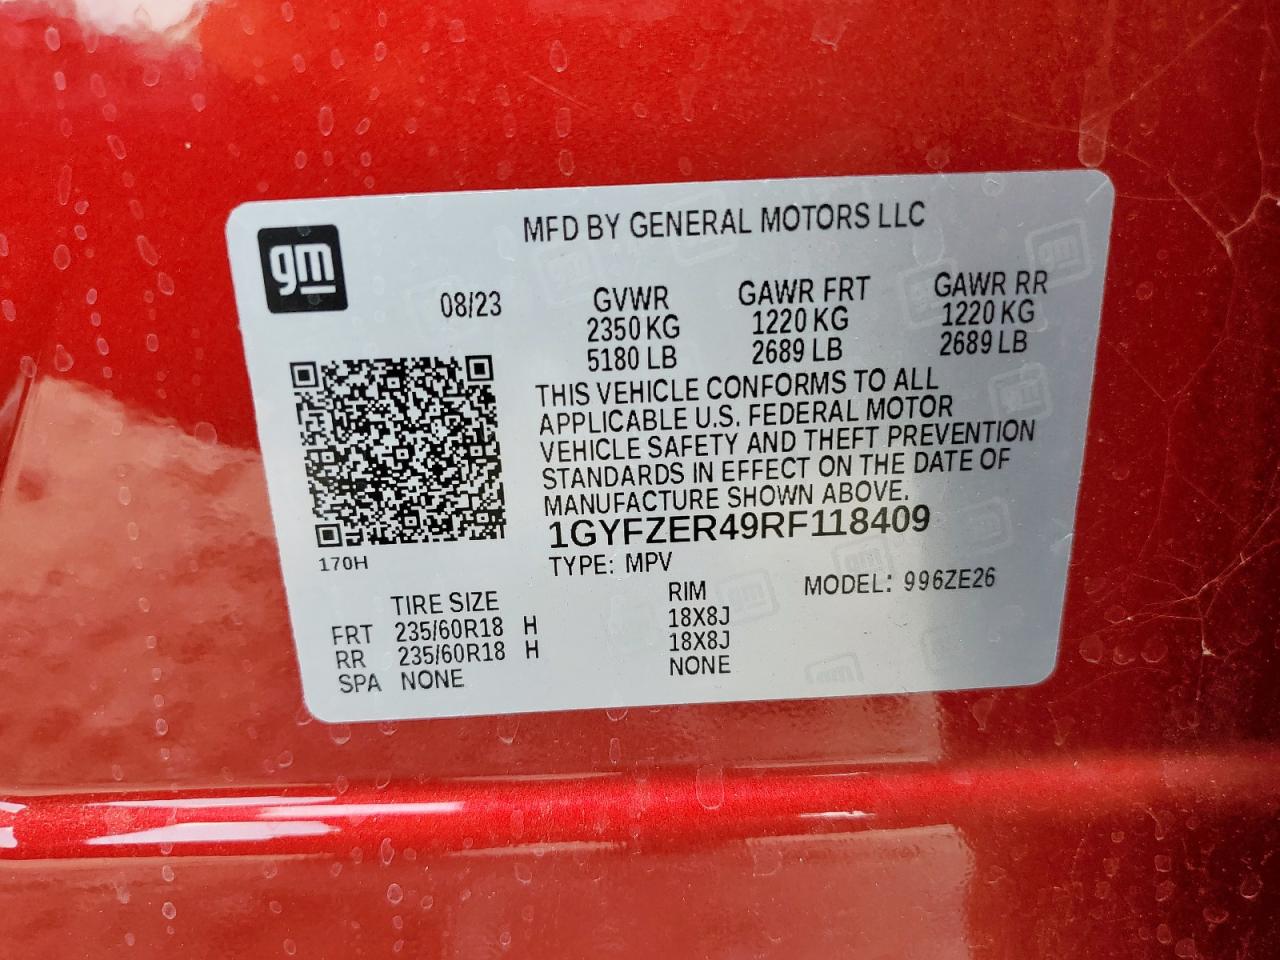 gm
MFD BY GENERAL MOTORS LLC
08/23
GVWR GAWR FRT GAWR RR
2350 KG 1220 KG 1220 KG
5180 LB 2689 LB 2689 LB
THIS VEHICLE CONFORMS TO ALL
APPLICABLE U.S. FEDERAL MOTOR
VEHICLE SAFETY AND THEFT PREVENTION
STANDARDS IN EFFECT ON THE DATE OF
MANUFACTURE SHOWN ABOVE.
1GYFZER49RF118409
170H
TYPE: MPV
MODEL: 996ZE26
TIRE SIZE RIM
FRT 235/60R18 H 18X8J
RR 235/60R18 H 18X8J
SPA NONE NONE